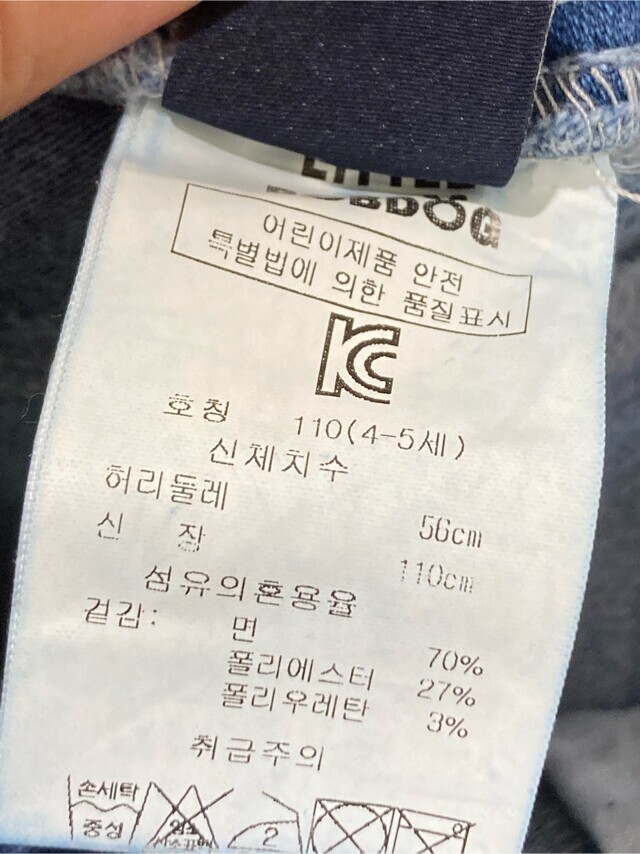 어린이제품 안전
특별법에 의한 품질표시
KC
호칭 110(4-5세)
신체치수
허리둘레 56cm
신 장 110cm
섬유의혼용율
겉감: 면 70%
폴리에스터 27%
폴리우레탄 3%
취급주의
손세탁
중성
2